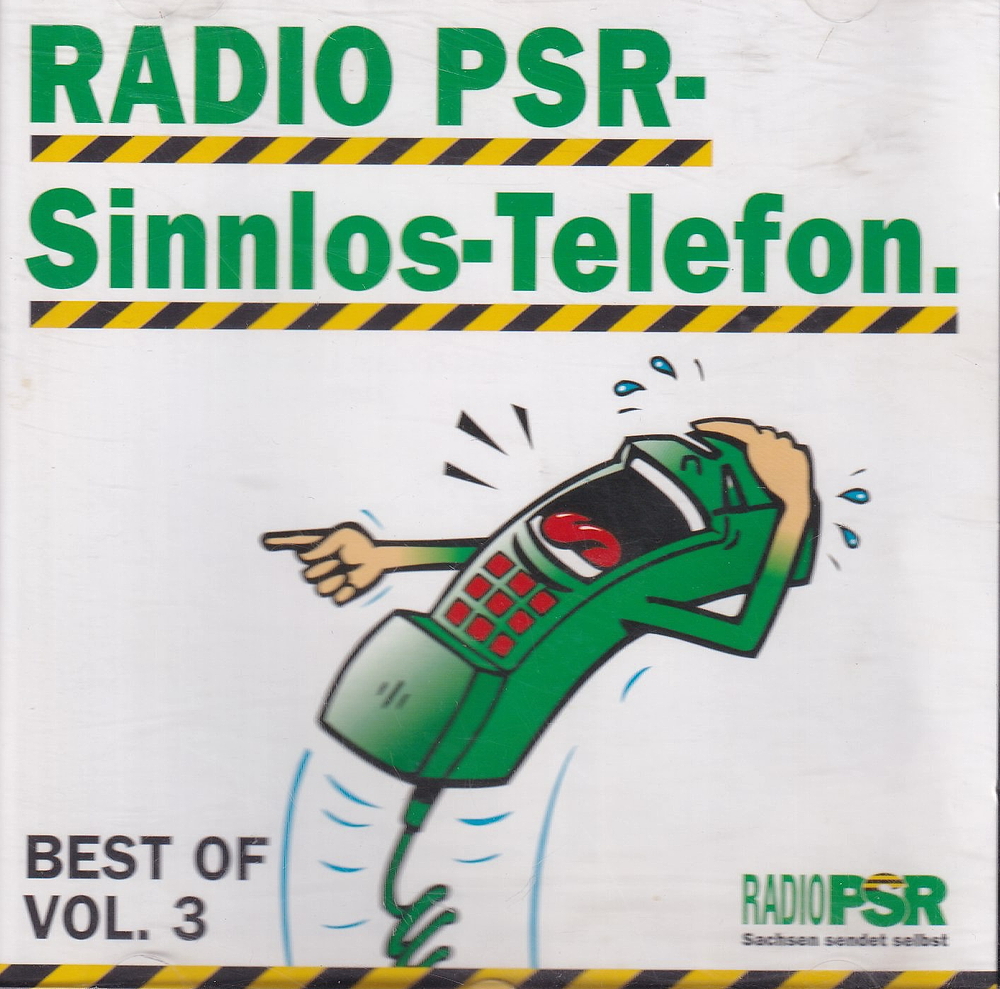 RADIO PSR-
Sinnlos-Telefon.
BEST OF
VOL. 3
RADIO PSR
Sachsen sendet selbst